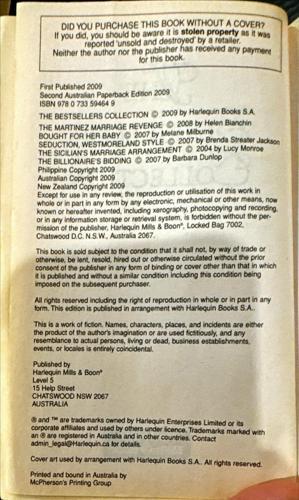 DID YOU PURCHASE THIS BOOK WITHOUT A COVER?
If you did, you should be aware it is stolen property as it was
reported 'unsold and destroyed' by a retailer.
Neither the author nor the publisher has received any payment
for this book.
First Published 2009
Second Australian Paperback Edition 2009
ISBN 978 0 733 59464 9
THE BESTSELLERS COLLECTION © 2009 by Harlequin Books S.A.
THE MARTINEZ MARRIAGE REVENGE © 2008 by Helen Bianchin
BOUGHT FOR HER BABY © 2007 by Melanie Milburne
SEDUCTION, WESTMORELAND STYLE © 2007 by Brenda Streater Jackson
THE SICILIAN'S MARRIAGE ARRANGEMENT © 2004 by Lucy Monroe
THE BILLIONAIRE'S BIDDING © 2007 by Barbara Dunlop
Philippine Copyright 2009
Australian Copyright 2009
New Zealand Copyright 2009
Except for use in any review, the reproduction or utilisation of this work in
whole or in part in any form by any electronic, mechanical or other means, now
known or hereafter invented, including xerography, photocopying and recording,
or in any information storage or retrieval system, is forbidden without the per-
mission of the publisher, Harlequin Mills & Boon®, Locked Bag 7002,
Chatswood D.C. N.S.W., Australia 2067.
This book is sold subject to the condition that it shall not, by way of trade or
otherwise, be lent, resold, hired out or otherwise circulated without the prior
consent of the publisher in any form of binding or cover other than that in which
it is published and without a similar condition including this condition being
imposed on the subsequent purchaser.
All rights reserved including the right of reproduction in whole or in part in any
form. This edition is published in arrangement with Harlequin Books S.A..
This is a work of fiction. Names, characters, places, and incidents are either
the product of the author's imagination or are used fictitiously, and any
resemblance to actual persons, living or dead, business establishments,
events, or locales is entirely coincidental.
Published by
Harlequin Mills & Boon®
Level 5
15 Help Street
CHATSWOOD NSW 2067
AUSTRALIA
® and ™ are trademarks owned by Harlequin Enterprises Limited or its
corporate affiliates and used by others under licence. Trademarks marked with
an ® are registered in Australia and in other countries. Contact
admin_legal@Harlequin.ca for details.
Cover art used by arrangement with Harlequin Books S.A.. All rights reserved.
Printed and bound in Australia by
McPherson's Printing Group